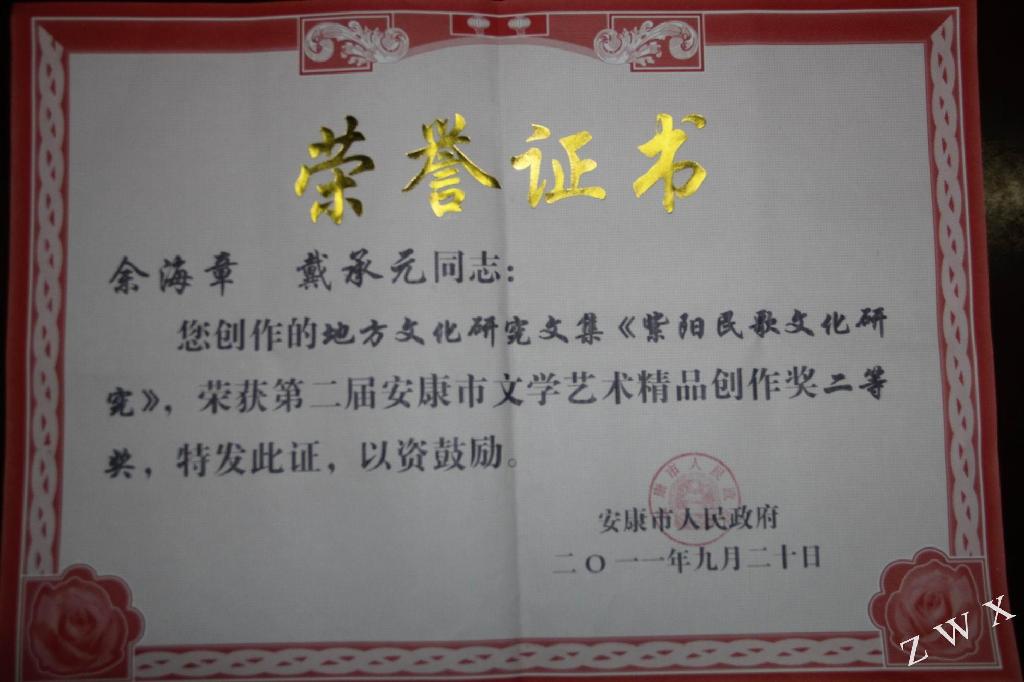 荣誉证书
余海章 戴承元同志：
您创作的地方文化研究文集《紫阳民歌文化研
究》，荣获第二届安康市文学艺术精品创作奖二等
奖，特发此证，以资鼓励。
安康市人民政府
二〇一一年九月二十日
ZWX